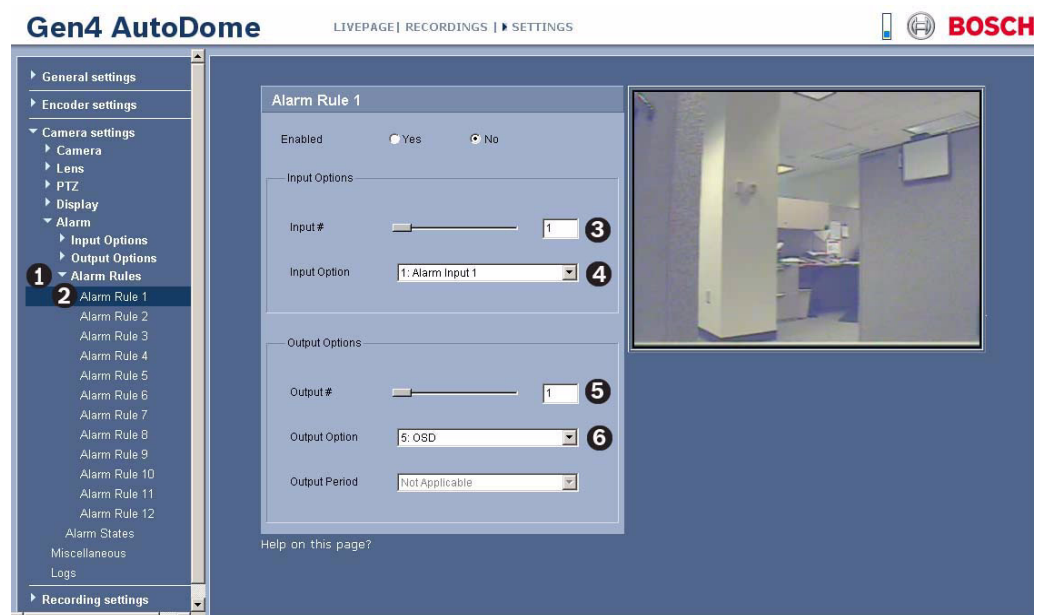 Gen4 AutoDome
LIVEPAGE| RECORDINGS | SETTINGS
BOSCH
General settings
Encoder settings
Camera settings
Camera
Lens
PTZ
Display
Alarm
Input Options
Output Options
1 Alarm Rules
2 Alarm Rule 1
Alarm Rule 2
Alarm Rule 3
Alarm Rule 4
Alarm Rule 5
Alarm Rule 6
Alarm Rule 7
Alarm Rule 8
Alarm Rule 9
Alarm Rule 10
Alarm Rule 11
Alarm Rule 12
Alarm States
Miscellaneous
Logs
Recording settings
Alarm Rule 1
Enabled Yes No
Input Options
Input # 1 3
Input Option 1: Alarm Input 1 4
Output Options
Output # 1 5
Output Option 5: OSD 6
Output Period Not Applicable
Help on this page?